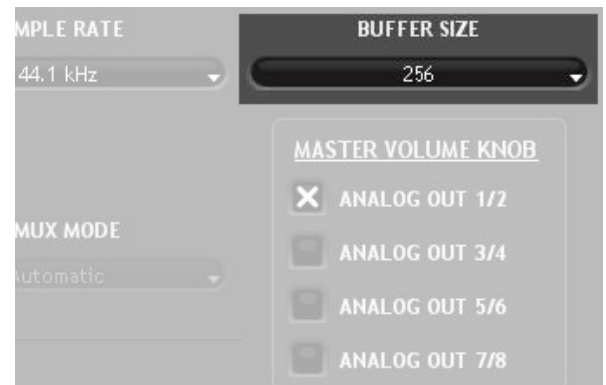 MPLE RATE
BUFFER SIZE
44.1 kHz
256
MASTER VOLUME KNOB
ANALOG OUT 1/2
MUX MODE
ANALOG OUT 3/4
Automatic
ANALOG OUT 5/6
ANALOG OUT 7/8